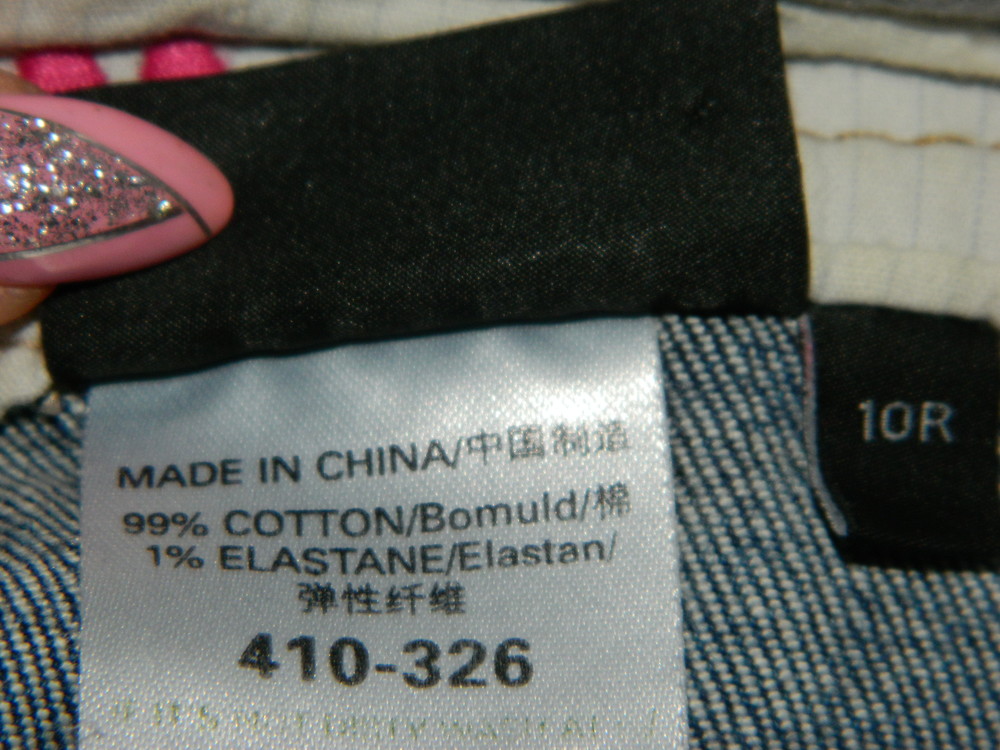 MADE IN CHINA/中国制造
99% COTTON/Bomuld/棉
1% ELASTANE/Elastan/
弹性纤维
410-326
10R